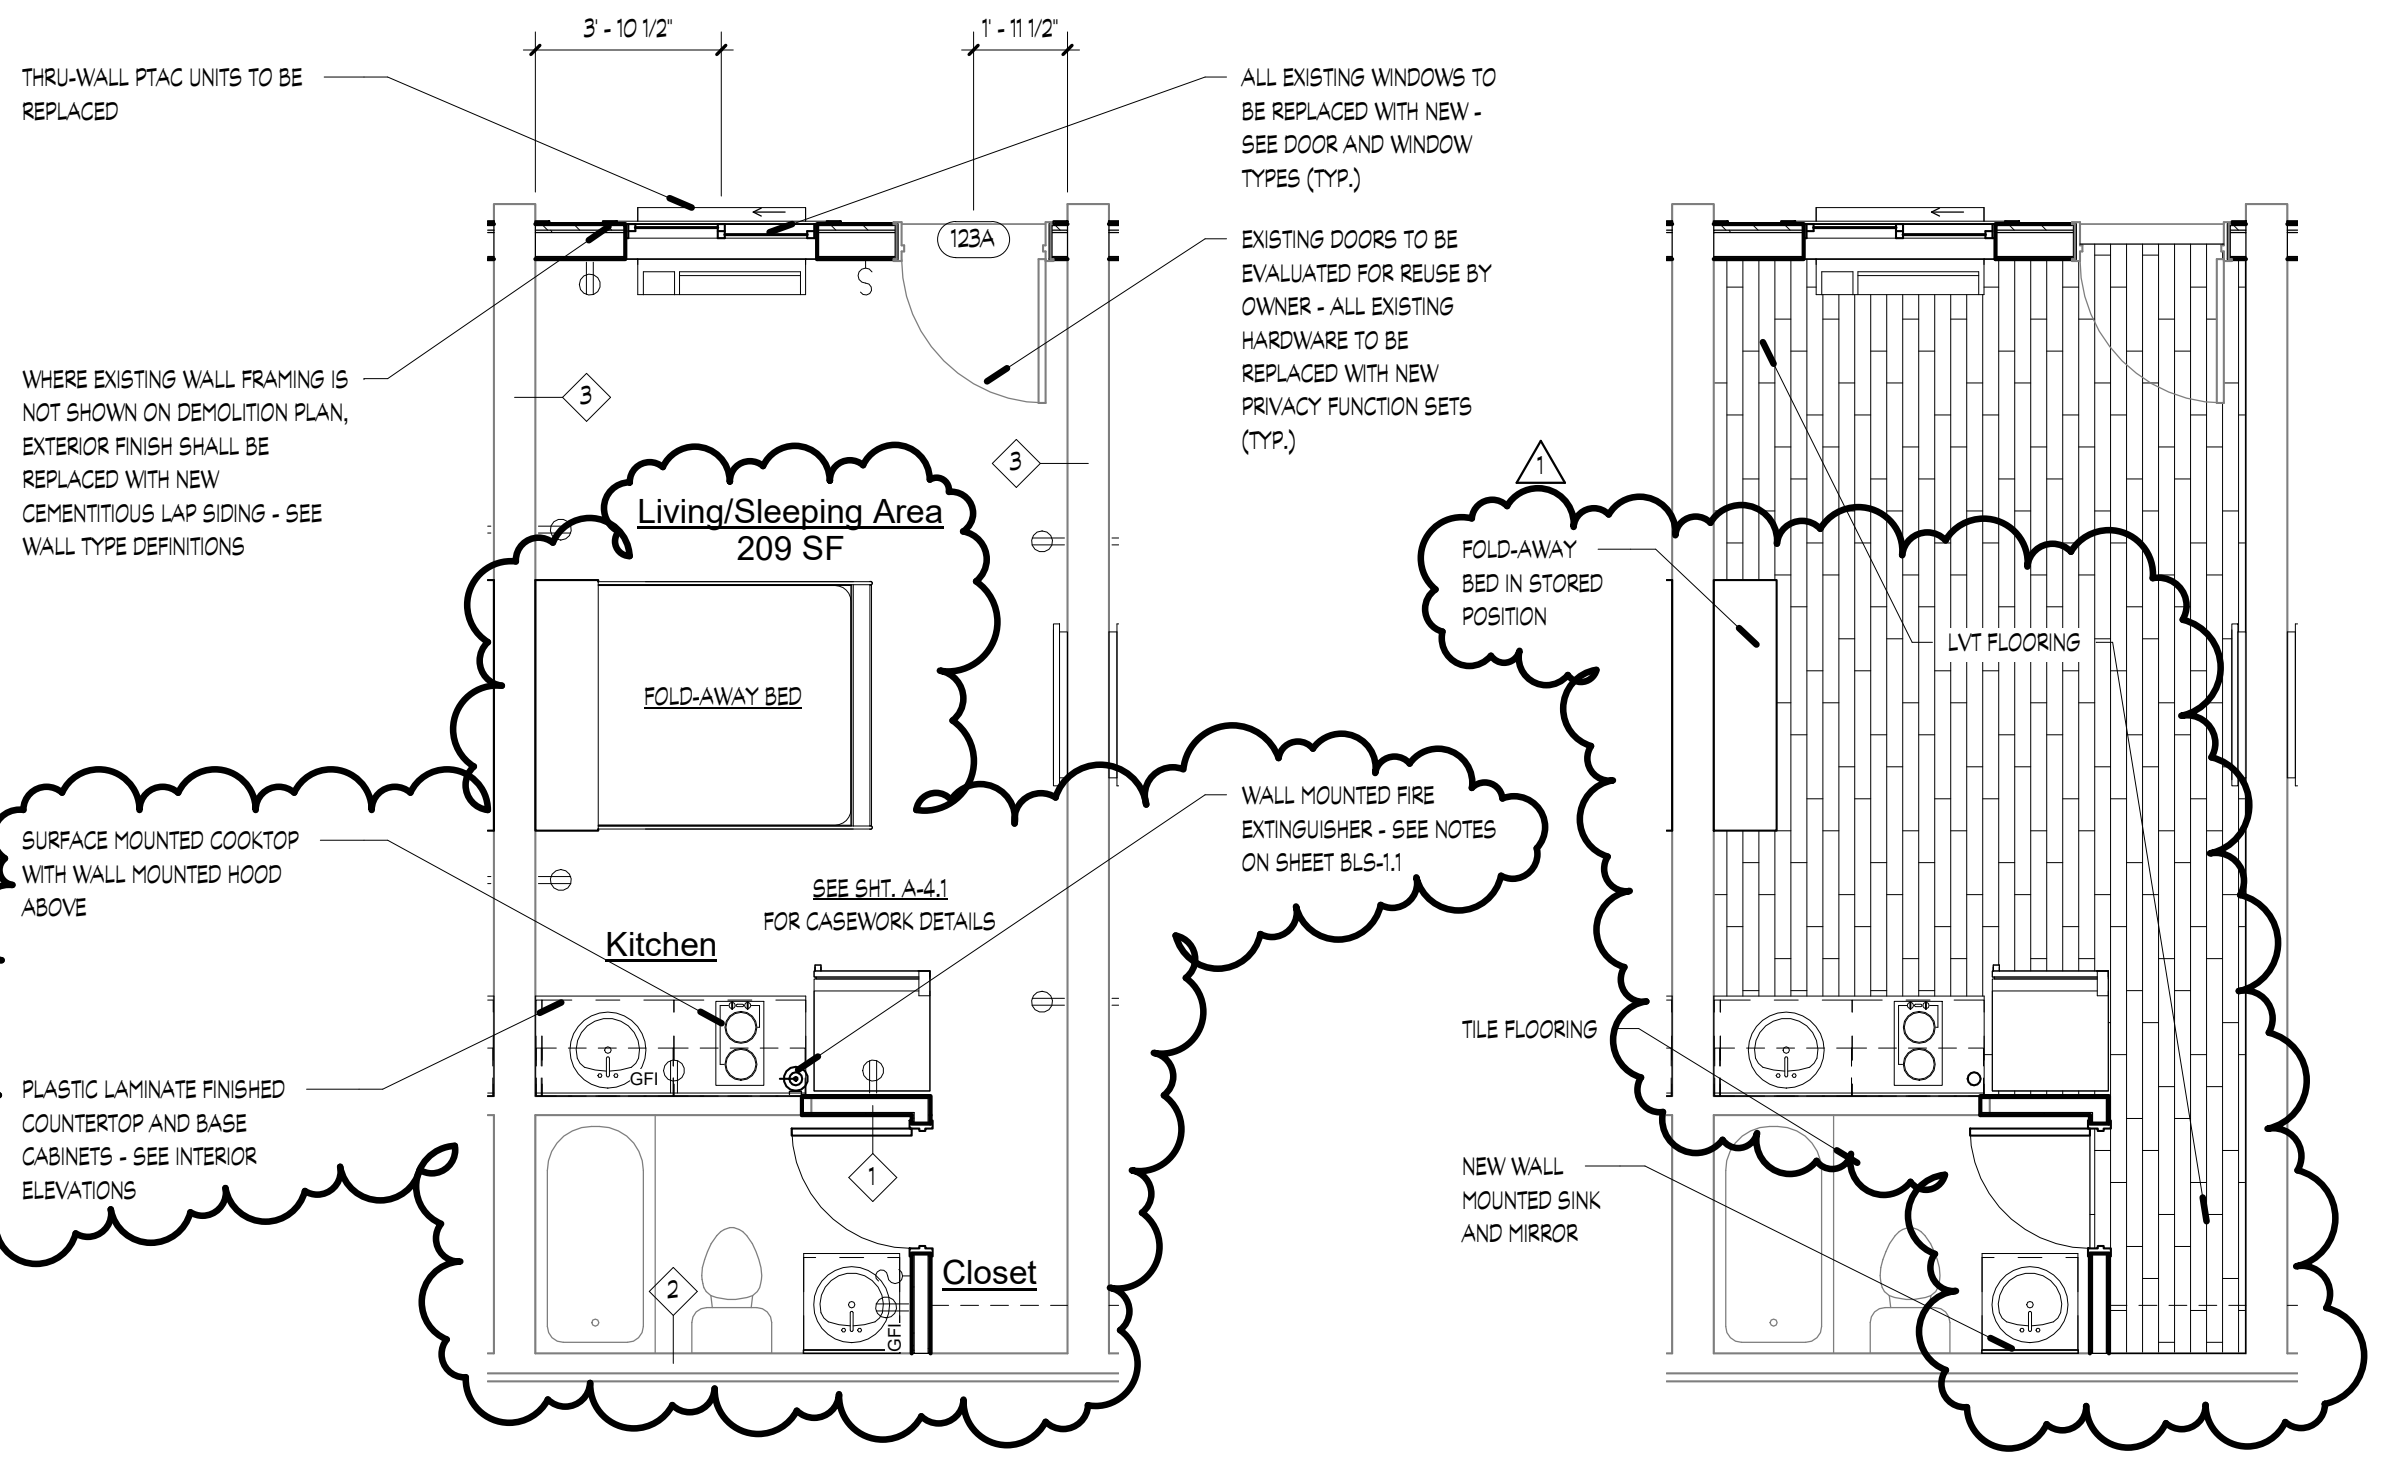 3' - 10 1/2"
1' - 11 1/2"
THRU-WALL PTAC UNITS TO BE
REPLACED
ALL EXISTING WINDOWS TO
BE REPLACED WITH NEW -
SEE DOOR AND WINDOW
TYPES (TYP.)
123A
EXISTING DOORS TO BE
EVALUATED FOR REUSE BY
OWNER - ALL EXISTING
HARDWARE TO BE
REPLACED WITH NEW
PRIVACY FUNCTION SETS
(TYP.)
WHERE EXISTING WALL FRAMING IS
NOT SHOWN ON DEMOLITION PLAN,
EXTERIOR FINISH SHALL BE
REPLACED WITH NEW
CEMENTITIOUS LAP SIDING - SEE
WALL TYPE DEFINITIONS
3
3
Living/Sleeping Area
209 SF
FOLD-AWAY BED
SURFACE MOUNTED COOKTOP
WITH WALL MOUNTED HOOD
ABOVE
WALL MOUNTED FIRE
EXTINGUISHER - SEE NOTES
ON SHEET BLS-1.1
SEE SHT. A-4.1
FOR CASEWORK DETAILS
Kitchen
GFI
PLASTIC LAMINATE FINISHED
COUNTERTOP AND BASE
CABINETS - SEE INTERIOR
ELEVATIONS
1
2
Closet
GFI
1
FOLD-AWAY
BED IN STORED
POSITION
LVT FLOORING
TILE FLOORING
NEW WALL
MOUNTED SINK
AND MIRROR